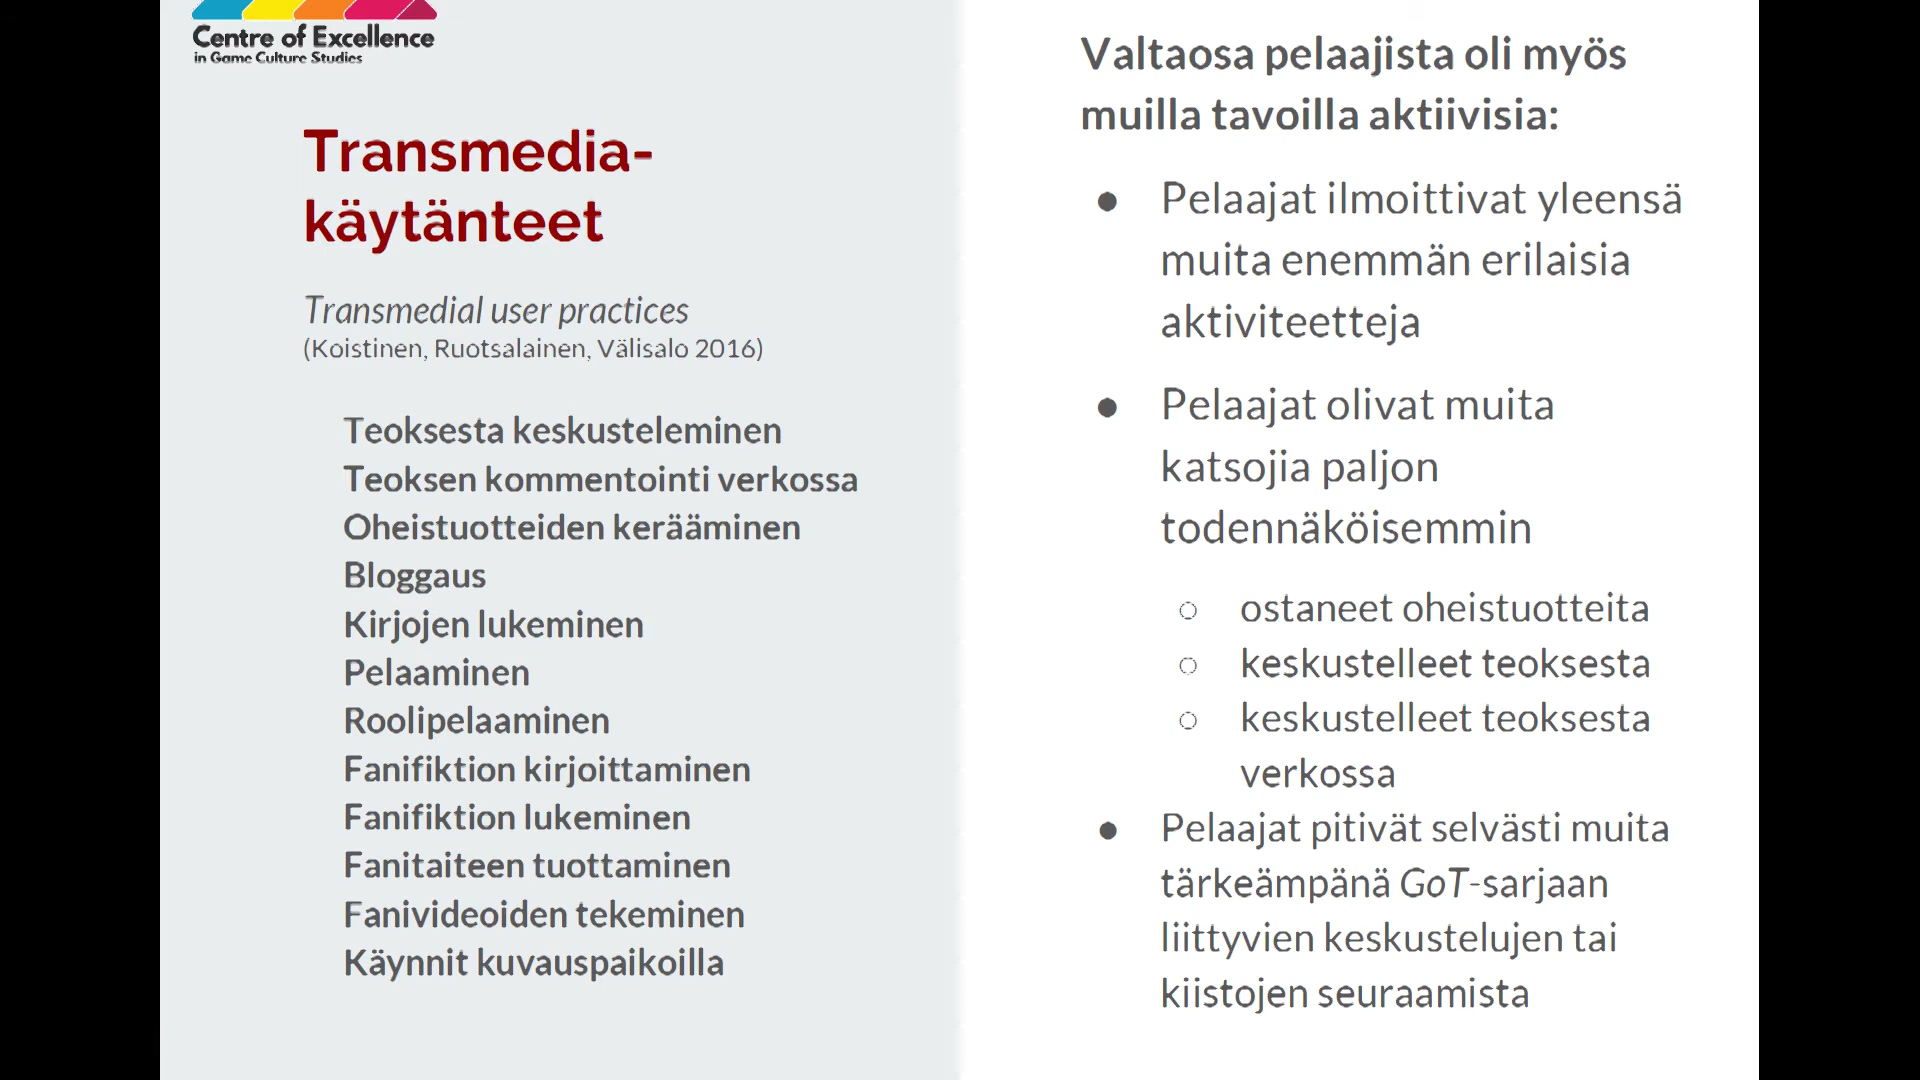 Centre of Excellence
in Game Culture Studies
Transmedia-
käytänteet
Transmedial user practices
(Koistinen, Ruotsalainen, Välisalo 2016)
Teoksesta keskusteleminen
Teoksen kommentointi verkossa
Oheistuotteiden kerääminen
Bloggaus
Kirjojen lukeminen
Pelaaminen
Roolipelaaminen
Fanifiktion kirjoittaminen
Fanifiktion lukeminen
Fanitaiteen tuottaminen
Fanivideoiden tekeminen
Käynnit kuvauspaikoilla
Valtaosa pelaajista oli myös
muilla tavoilla aktiivisia:
● Pelaajat ilmoittivat yleensä
muita enemmän erilaisia
aktiviteetteja
● Pelaajat olivat muita
katsojia paljon
todennäköisemmin
○ ostaneet oheistuotteita
○ keskustelleet teoksesta
○ keskustelleet teoksesta
verkossa
● Pelaajat pitivät selvästi muita
tärkeämpänä GoT-sarjaan
liittyvien keskustelujen tai
kiistojen seuraamista